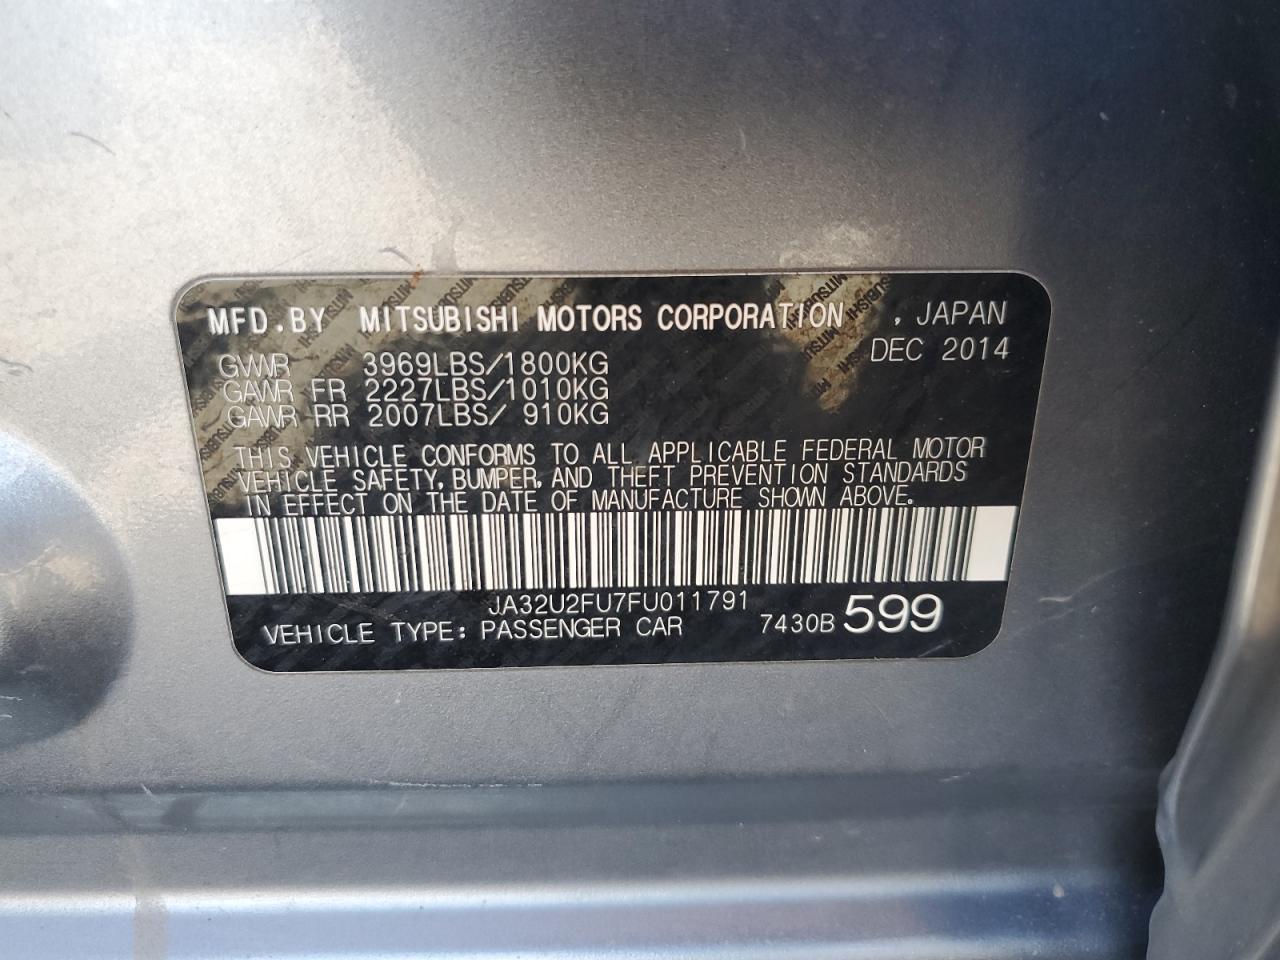 MFD.BY MITSUBISHI MOTORS CORPORATION , JAPAN
DEC 2014
GVWR 3969LBS/1800KG
GAWR FR 2227LBS/1010KG
GAWR RR 2007LBS/ 910KG
THIS VEHICLE CONFORMS TO ALL APPLICABLE FEDERAL MOTOR
VEHICLE SAFETY, BUMPER, AND THEFT PREVENTION STANDARDS
IN EFFECT ON THE DATE OF MANUFACTURE SHOWN ABOVE.
JA32U2FU7FU011791
VEHICLE TYPE: PASSENGER CAR 7430B 599